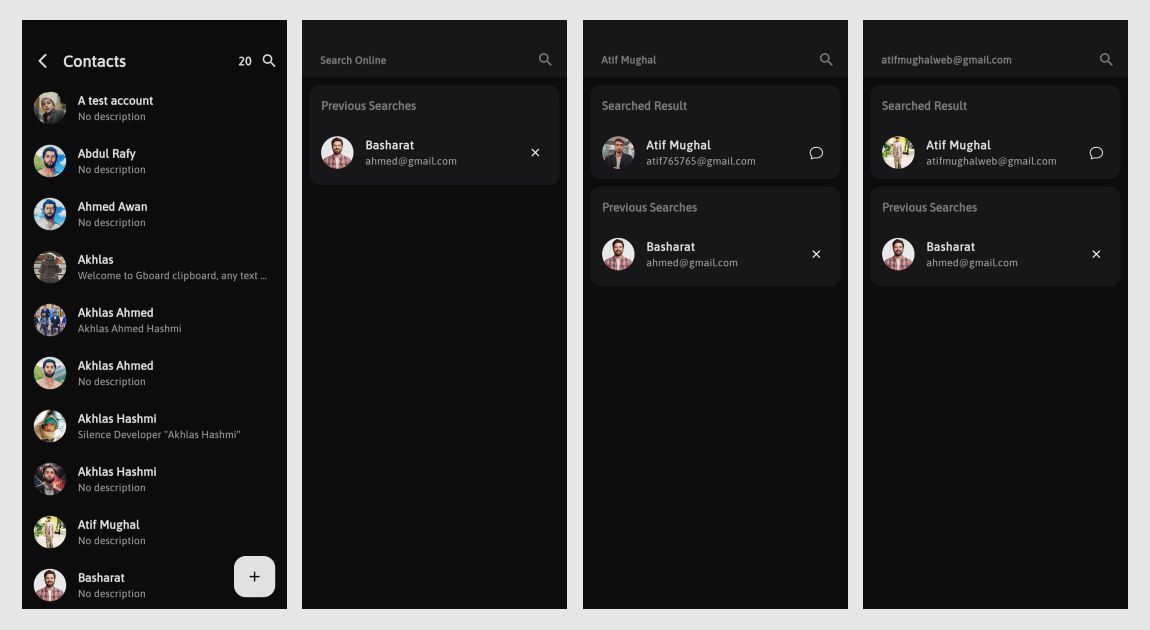 Contacts 20
A test account
No description
Abdul Rafy
No description
Ahmed Awan
No description
Akhlas
Welcome to Gboard clipboard, any text ...
Akhlas Ahmed
Akhlas Ahmed Hashmi
Akhlas Ahmed
No description
Akhlas Hashmi
Silence Developer "Akhlas Hashmi"
Akhlas Hashmi
No description
Atif Mughal
No description
Basharat
No description
Search Online
Previous Searches
Basharat
ahmed@gmail.com
Atif Mughal
Searched Result
Atif Mughal
atif765765@gmail.com
Previous Searches
Basharat
ahmed@gmail.com
atifmughalweb@gmail.com
Searched Result
Atif Mughal
atifmughalweb@gmail.com
Previous Searches
Basharat
ahmed@gmail.com